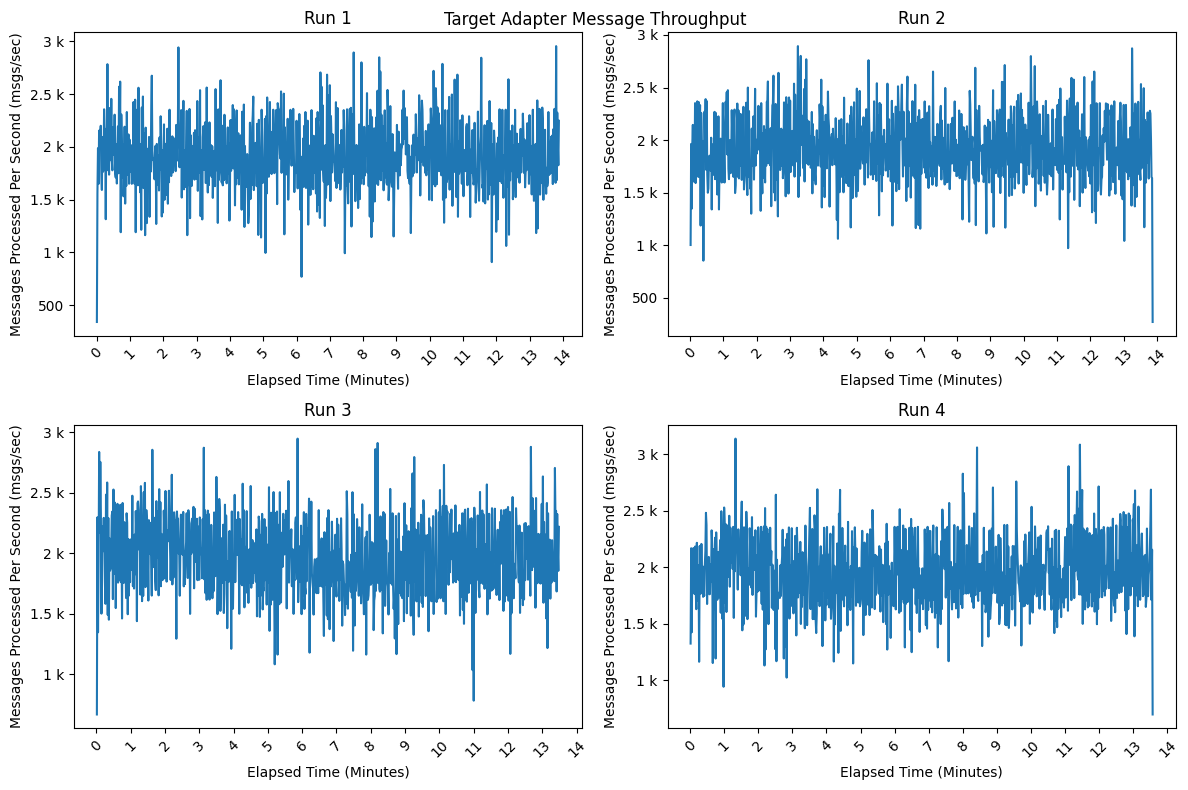 Target Adapter Message Throughput
Run 1
Messages Processed Per Second (msgs/sec)
3 k
2.5 k
2 k
1.5 k
1 k
500
0 1 2 3 4 5 6 7 8 9 10 11 12 13 14
Elapsed Time (Minutes)
Run 2
Messages Processed Per Second (msgs/sec)
3 k
2.5 k
2 k
1.5 k
1 k
500
0 1 2 3 4 5 6 7 8 9 10 11 12 13 14
Elapsed Time (Minutes)
Run 3
Messages Processed Per Second (msgs/sec)
3 k
2.5 k
2 k
1.5 k
1 k
0 1 2 3 4 5 6 7 8 9 10 11 12 13 14
Elapsed Time (Minutes)
Run 4
Messages Processed Per Second (msgs/sec)
3 k
2.5 k
2 k
1.5 k
1 k
0 1 2 3 4 5 6 7 8 9 10 11 12 13 14
Elapsed Time (Minutes)